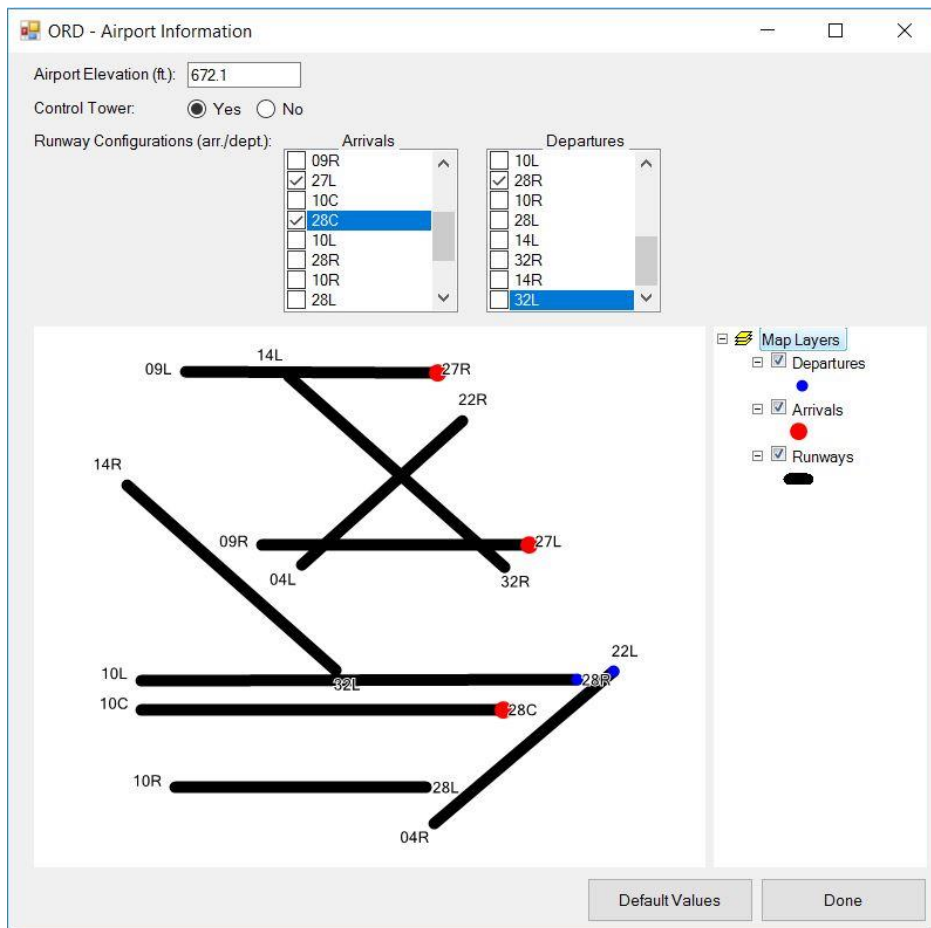 ORD - Airport Information
Airport Elevation (ft.): 672.1
Control Tower: Yes No
Runway Configurations (arr./dept.): Arrivals Departures
09R 10L
27L 28R
10C 10R
28C 28L
10L 14L
28R 32R
10R 14R
28L 32L
Map Layers
Departures
Arrivals
Runways
14L
09L 27R
22R
14R
09R 27L
04L 32R
22L
10L 32L 28R
10C 28C
10R 28L
04R
Default Values Done